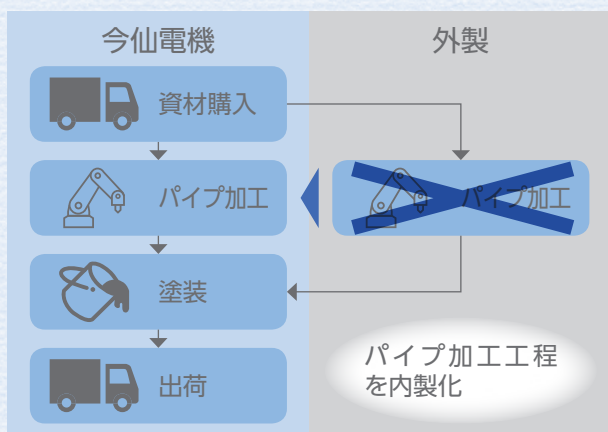 今仙電機
外製
資材購入
パイプ加工
パイプ加工
塗装
出荷
パイプ加工工程
を内製化